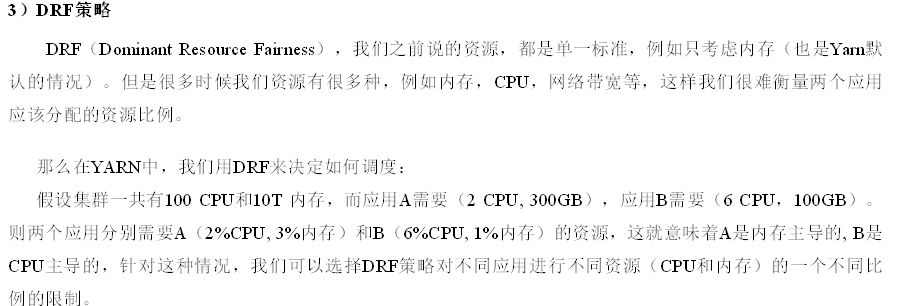 3）DRF策略
DRF（Dominant Resource Fairness），我们之前说的资源，都是单一标准，例如只考虑内存（也是Yarn默
认的情况）。但是很多时候我们资源有很多种，例如内存，CPU，网络带宽等，这样我们很难衡量两个应用
应该分配的资源比例。
那么在YARN中，我们用DRF来决定如何调度：
假设集群一共有100 CPU和10T 内存，而应用A需要（2 CPU, 300GB），应用B需要（6 CPU，100GB）。
则两个应用分别需要A（2%CPU, 3%内存）和B（6%CPU, 1%内存）的资源，这就意味着A是内存主导的, B是
CPU主导的，针对这种情况，我们可以选择DRF策略对不同应用进行不同资源（CPU和内存）的一个不同比
例的限制。